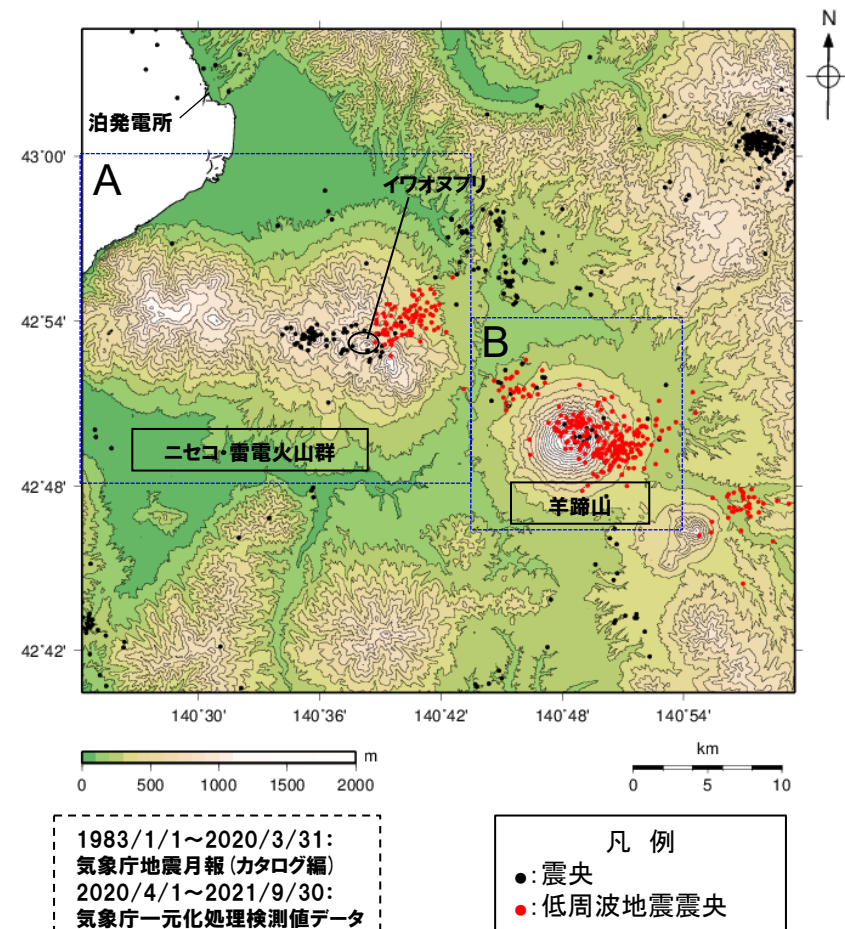 N
泊発電所
43°00'
A
イワオヌプリ
42°54'
B
ニセコ・雷電火山群
42°48'
羊蹄山
42°42'
140°30'
140°36'
140°42'
140°48'
140°54'
m
0
500
1000
1500
2000
km
0
5
10
1983/1/1～2020/3/31：
気象庁地震月報（カタログ編）
2020/4/1～2021/9/30：
気象庁一元化処理検測値データ
凡 例
●：震央
●：低周波地震震央